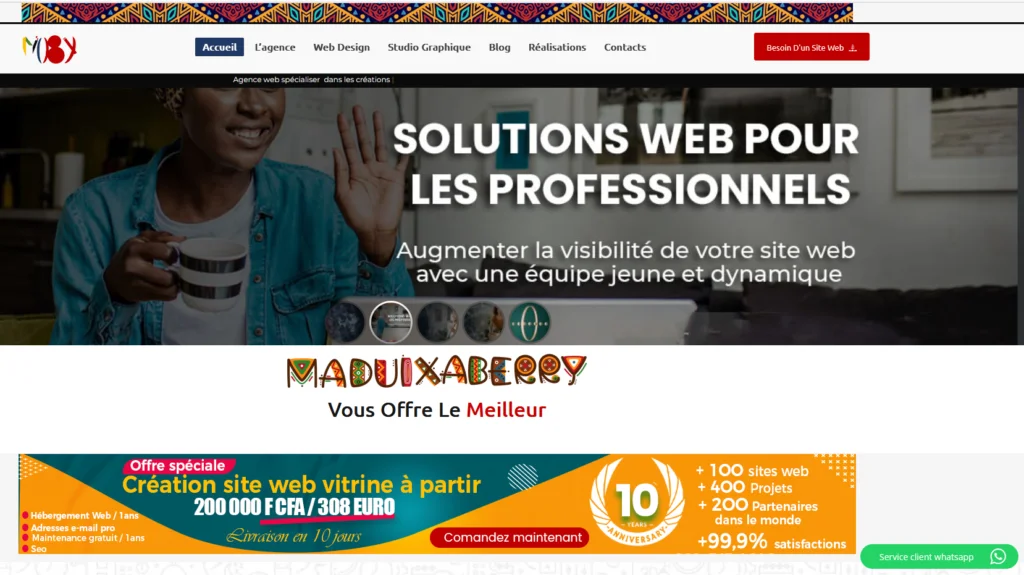 Accueil
L'agence
Web Design
Studio Graphique
Blog
Réalisations
Contacts
Besoin D'un Site Web
Agence web spécialiser dans les créations
SOLUTIONS WEB POUR
LES PROFESSIONNELS
Augmenter la visibilité de votre site web
avec une équipe jeune et dynamique
MADUIXABERRY
Vous Offre Le Meilleur
Offre spéciale
Création site web vitrine à partir
200 000 F CFA / 308 EURO
Hébergement Web / 1ans
Adresses e-mail pro
Maintenance gratuit / 1ans
Seo
Livraison en 10 jours
Comandez maintenant
10
YEARS
ANNIVERSARY
+ 100 sites web
+ 400 Projets
+ 200 Partenaires
dans le monde
+99,9% satisfactions
Service client whatsapp